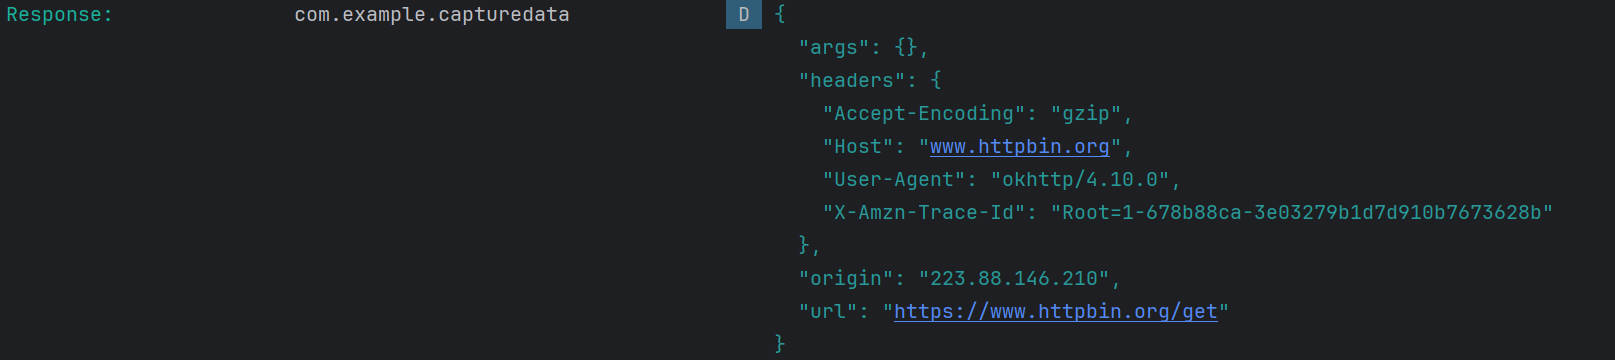 Response: com.example.capturedata D {
"args": {},
"headers": {
"Accept-Encoding": "gzip",
"Host": "www.httpbin.org",
"User-Agent": "okhttp/4.10.0",
"X-Amzn-Trace-Id": "Root=1-678b88ca-3e03279b1d7d910b7673628b"
},
"origin": "223.88.146.210",
"url": "https://www.httpbin.org/get"
}